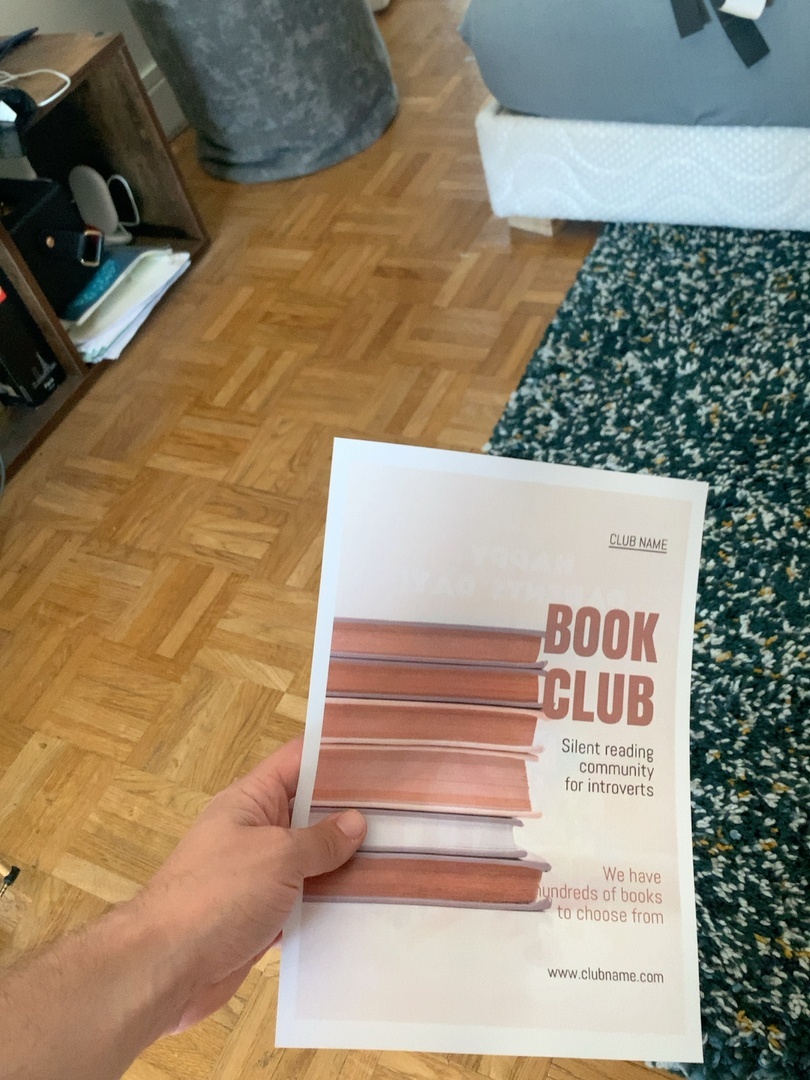 CLUB NAME
BOOK
CLUB
Silent reading
community
for introverts
We have
hundreds of books
to choose from
www.clubname.com